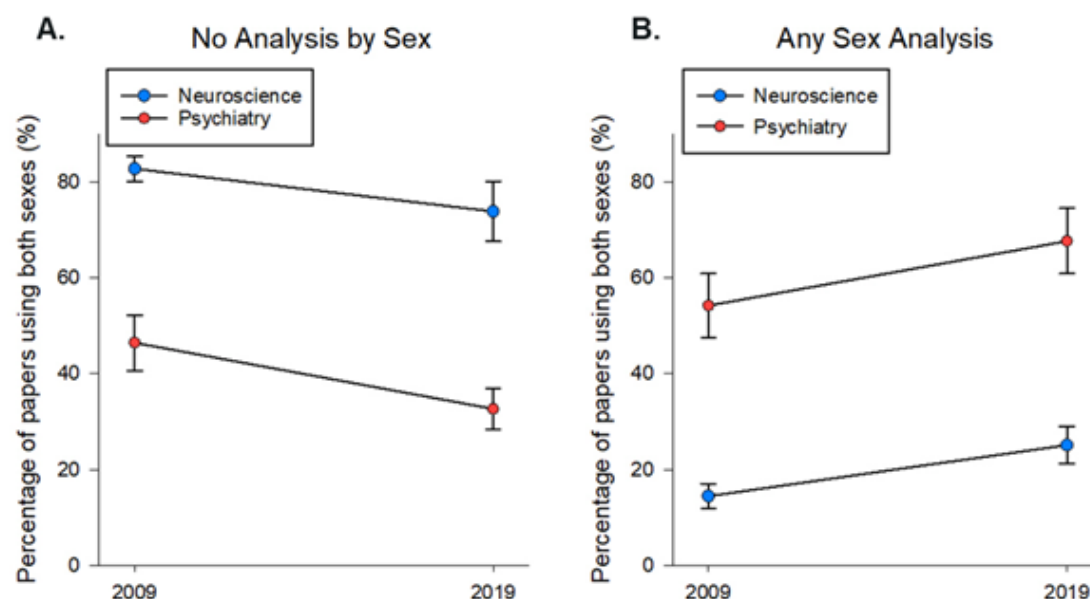 A.
No Analysis by Sex
Neuroscience
Psychiatry
Percentage of papers using both sexes (%)
80
60
40
20
0
2009
2019
B.
Any Sex Analysis
Neuroscience
Psychiatry
Percentage of papers using both sexes (%)
80
60
40
20
0
2009
2019